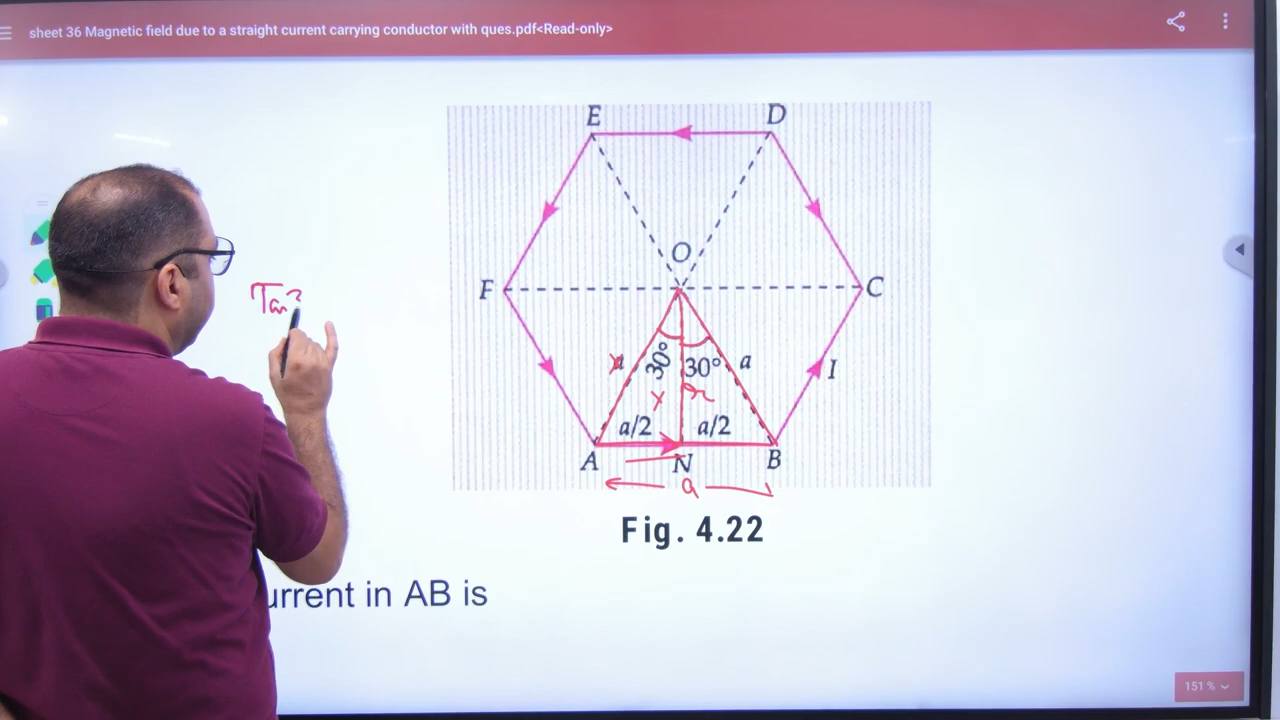 sheet 36 Magnetic field due to a straight current carrying conductor with ques.pdf<Read-only>
E D
O
F C
30° 30° a I
x r
a/2 a/2
A N B
a
Tan3
Fig. 4.22
urrent in AB is
151 %